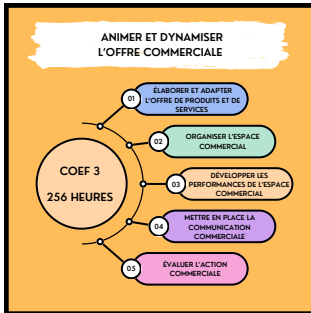 ANIMER ET DYNAMISER
L'OFFRE COMMERCIALE
01
ÉLABORER ET ADAPTER
L'OFFRE DE PRODUITS ET DE
SERVICES
02
ORGANISER L'ESPACE
COMMERCIAL
COEF 3
256 HEURES
03
DÉVELOPPER LES
PERFORMANCES DE L'ESPACE
COMMERCIAL
04
METTRE EN PLACE LA
COMMUNICATION
COMMERCIALE
05
ÉVALUER L'ACTION
COMMERCIALE